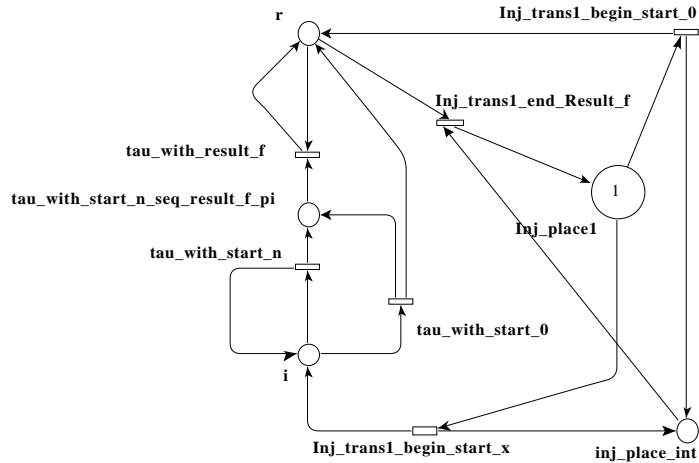 r
Inj_trans1_begin_start_0
Inj_trans1_end_Result_f
tau_with_result_f
1
tau_with_start_n_seq_result_f_pi
Inj_place1
tau_with_start_n
tau_with_start_0
i
Inj_trans1_begin_start_x
inj_place_int